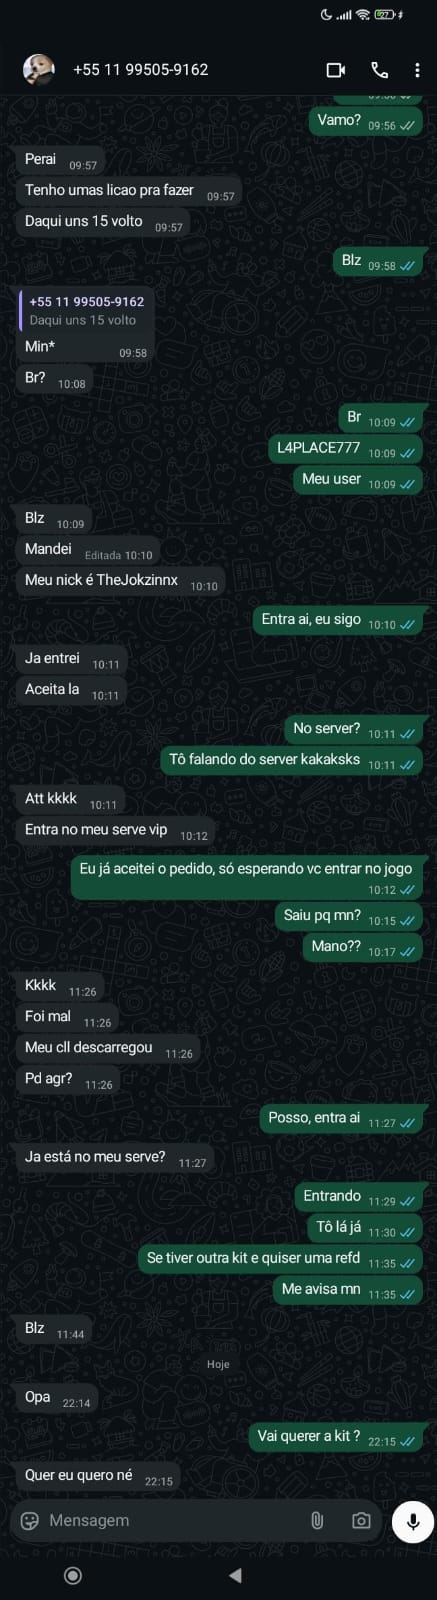 27
+55 11 99505-9162
Vamo? 09:56
Perai 09:57
Tenho umas licao pra fazer 09:57
Daqui uns 15 volto 09:57
Blz 09:58
+55 11 99505-9162
Daqui uns 15 volto
Min* 09:58
Br? 10:08
Br 10:09
L4PLACE777 10:09
Meu user 10:09
Blz 10:09
Mandei Editada 10:10
Meu nick é TheJokzinnx 10:10
Entra ai, eu sigo 10:10
Ja entrei 10:11
Aceita la 10:11
No server? 10:11
Tô falando do server kakaksks 10:11
Att kkkk 10:11
Entra no meu serve vip 10:12
Eu já aceitei o pedido, só esperando vc entrar no jogo
10:12
Saiu pq mn? 10:15
Mano?? 10:17
Kkkk 11:26
Foi mal 11:26
Meu cll descarregou 11:26
Pd agr? 11:26
Posso, entra ai 11:27
Ja está no meu serve? 11:27
Entrando 11:29
Tô lá já 11:30
Se tiver outra kit e quiser uma refd 11:35
Me avisa mn 11:35
Blz 11:44
Hoje
Opa 22:14
Vai querer a kit ? 22:15
Quer eu quero né 22:15
Mensagem